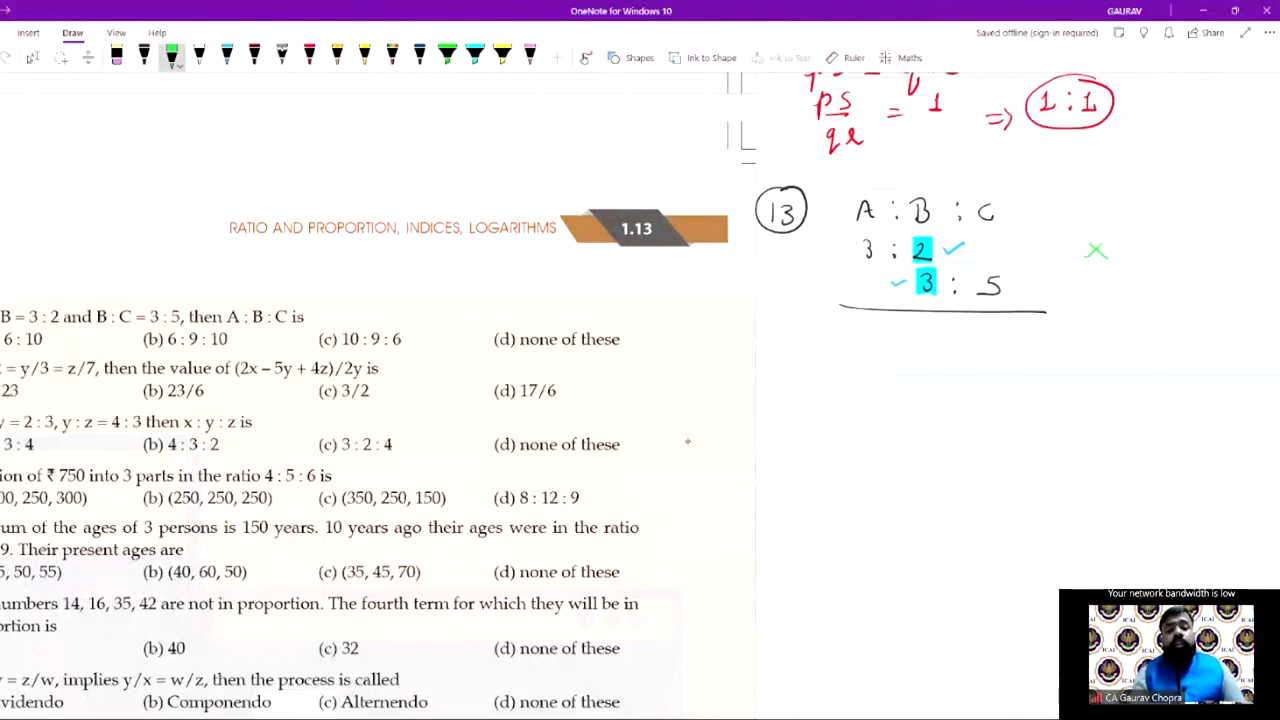 OneNote for Windows 10
GAURAV
Insert Draw View Help
Saved offline (sign in required) Share
Shapes Ink to Shape Ink to Text Ruler Maths
ps = 1 => 1 : 1
qr
RATIO AND PROPORTION, INDICES, LOGARITHMS 1.13
B = 3 : 2 and B : C = 3 : 5, then A : B : C is
6 : 10 (b) 6 : 9 : 10 (c) 10 : 9 : 6 (d) none of these
= y/3 = z/7, then the value of (2x – 5y + 4z)/2y is
23 (b) 23/6 (c) 3/2 (d) 17/6
= 2 : 3, y : z = 4 : 3 then x : y : z is
3 : 4 (b) 4 : 3 : 2 (c) 3 : 2 : 4 (d) none of these
ion of ₹ 750 into 3 parts in the ratio 4 : 5 : 6 is
00, 250, 300) (b) (250, 250, 250) (c) (350, 250, 150) (d) 8 : 12 : 9
um of the ages of 3 persons is 150 years. 10 years ago their ages were in the ratio
9. Their present ages are
5, 50, 55) (b) (40, 60, 50) (c) (35, 45, 70) (d) none of these
umbers 14, 16, 35, 42 are not in proportion. The fourth term for which they will be in
ortion is
(b) 40 (c) 32 (d) none of these
= z/w, implies y/x = w/z, then the process is called
videndo (b) Componendo (c) Alternendo (d) none of these
13 A : B : C
3 : 2 ✓ X
✓ 3 : 5
Your network bandwidth is low
ICAI ICAI
CA Gaurav Chopra